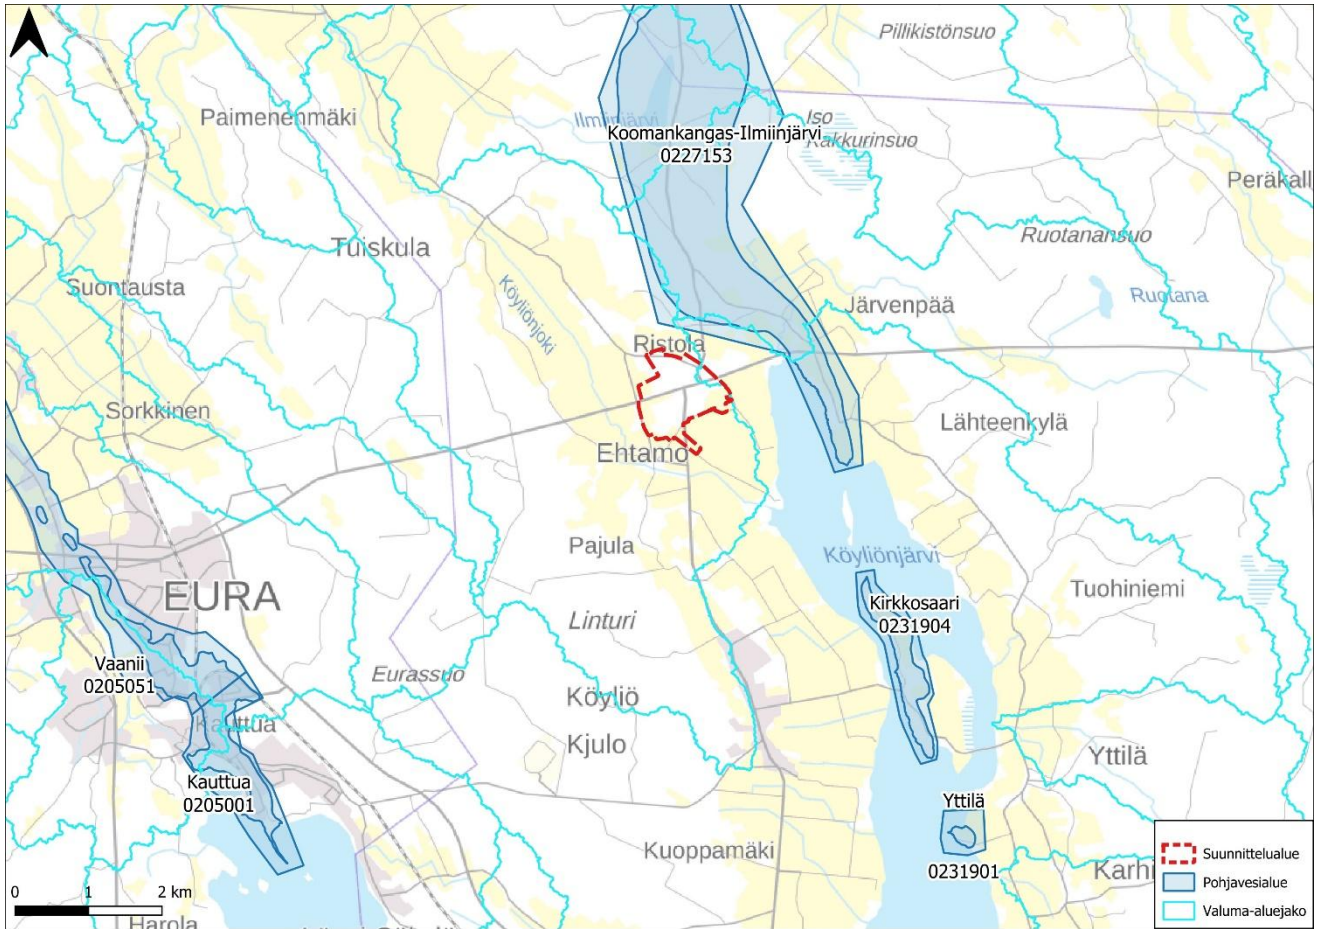 Pillikistönsuo
Paimenenmäki
Ilmiinjärvi
Iso
Kakkurinsuo
Koomankangas-Ilmiinjärvi
0227153
Tuiskula
Ruotanansuo
Suontausta
Köyliönjoki
Järvenpää
Ruotana
Ristola
Sorkkinen
Lähteenkylä
Ehtamo
Pajula
Köyliönjärvi
EURA
Kirkkosaari
0231904
Tuohiniemi
Linturi
Vaanii
0205051
Eurassuo
Köyliö
Kjulo
Kauttua
Yttilä
Kauttua
0205001
Yttilä
0231901
Kuoppamäki
Suunnittelualue
Pohjavesialue
Valuma-aluejako
0 1 2 km
Harola